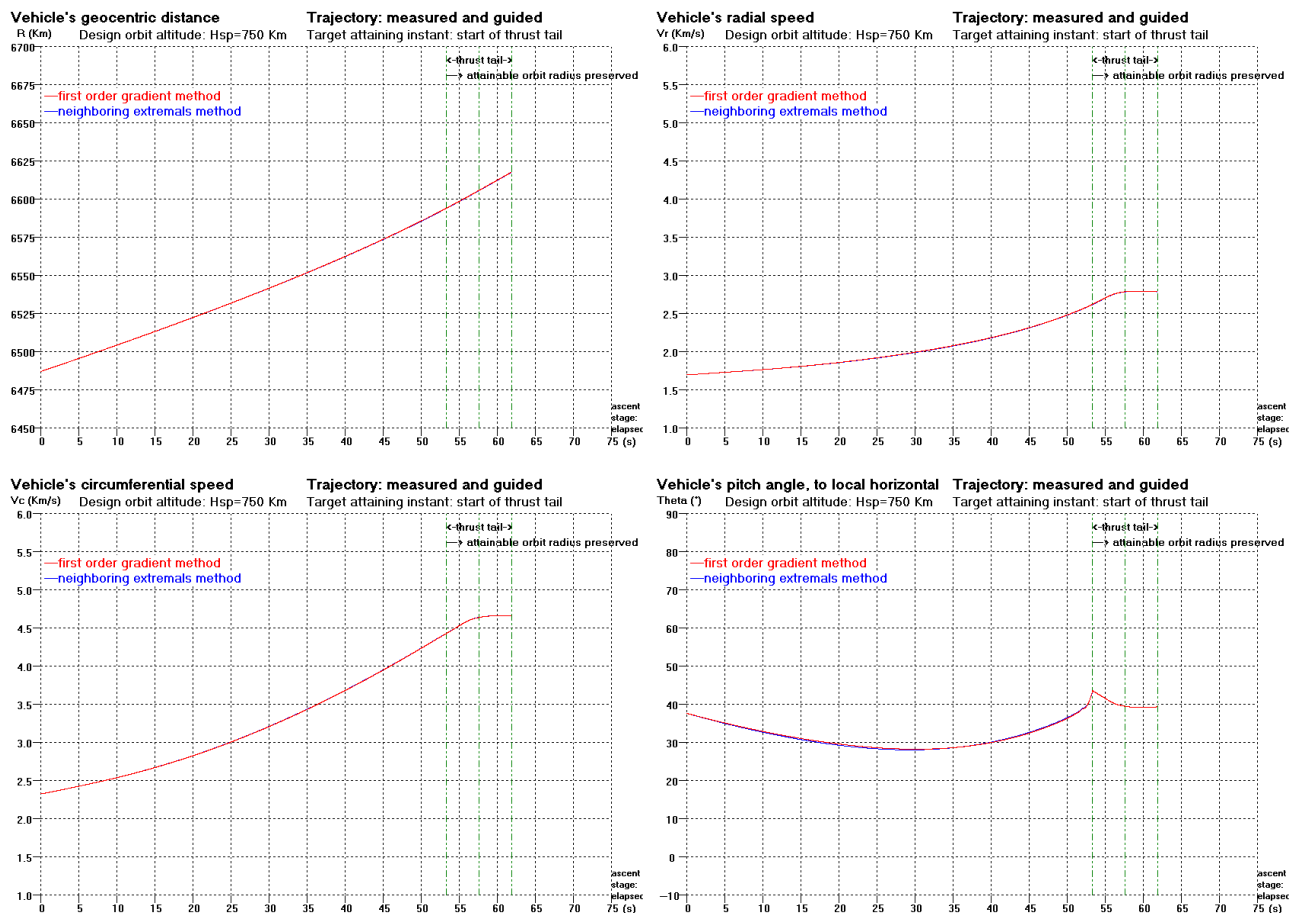 Vehicle's geocentric distance Trajectory: measured and guided
R (Km) Design orbit altitude: Hsp=750 Km Target attaining instant: start of thrust tail
6700
<-thrust tail->
—> attainable orbit radius preserved
6675
—first order gradient method
—neighboring extremals method
6650
6625
6600
6575
6550
6525
6500
6475
ascent
stage:
elapsed
6450
0 5 10 15 20 25 30 35 40 45 50 55 60 65 70 75 (s)
Vehicle's radial speed Trajectory: measured and guided
Vr (Km/s) Design orbit altitude: Hsp=750 Km Target attaining instant: start of thrust tail
6.0
<-thrust tail->
—> attainable orbit radius preserved
5.5
—first order gradient method
—neighboring extremals method
5.0
4.5
4.0
3.5
3.0
2.5
2.0
1.5
ascent
stage:
elapsed
1.0
0 5 10 15 20 25 30 35 40 45 50 55 60 65 70 75 (s)
Vehicle's circumferential speed Trajectory: measured and guided
Vc (Km/s) Design orbit altitude: Hsp=750 Km Target attaining instant: start of thrust tail
6.0
<-thrust tail->
—> attainable orbit radius preserved
5.5
—first order gradient method
—neighboring extremals method
5.0
4.5
4.0
3.5
3.0
2.5
2.0
1.5
ascent
stage:
elapsed
1.0
0 5 10 15 20 25 30 35 40 45 50 55 60 65 70 75 (s)
Vehicle's pitch angle, to local horizontal Trajectory: measured and guided
Theta (°) Design orbit altitude: Hsp=750 Km Target attaining instant: start of thrust tail
90
<-thrust tail->
—> attainable orbit radius preserved
80
—first order gradient method
—neighboring extremals method
70
60
50
40
30
20
10
0
ascent
stage:
elapsed
-10
0 5 10 15 20 25 30 35 40 45 50 55 60 65 70 75 (s)